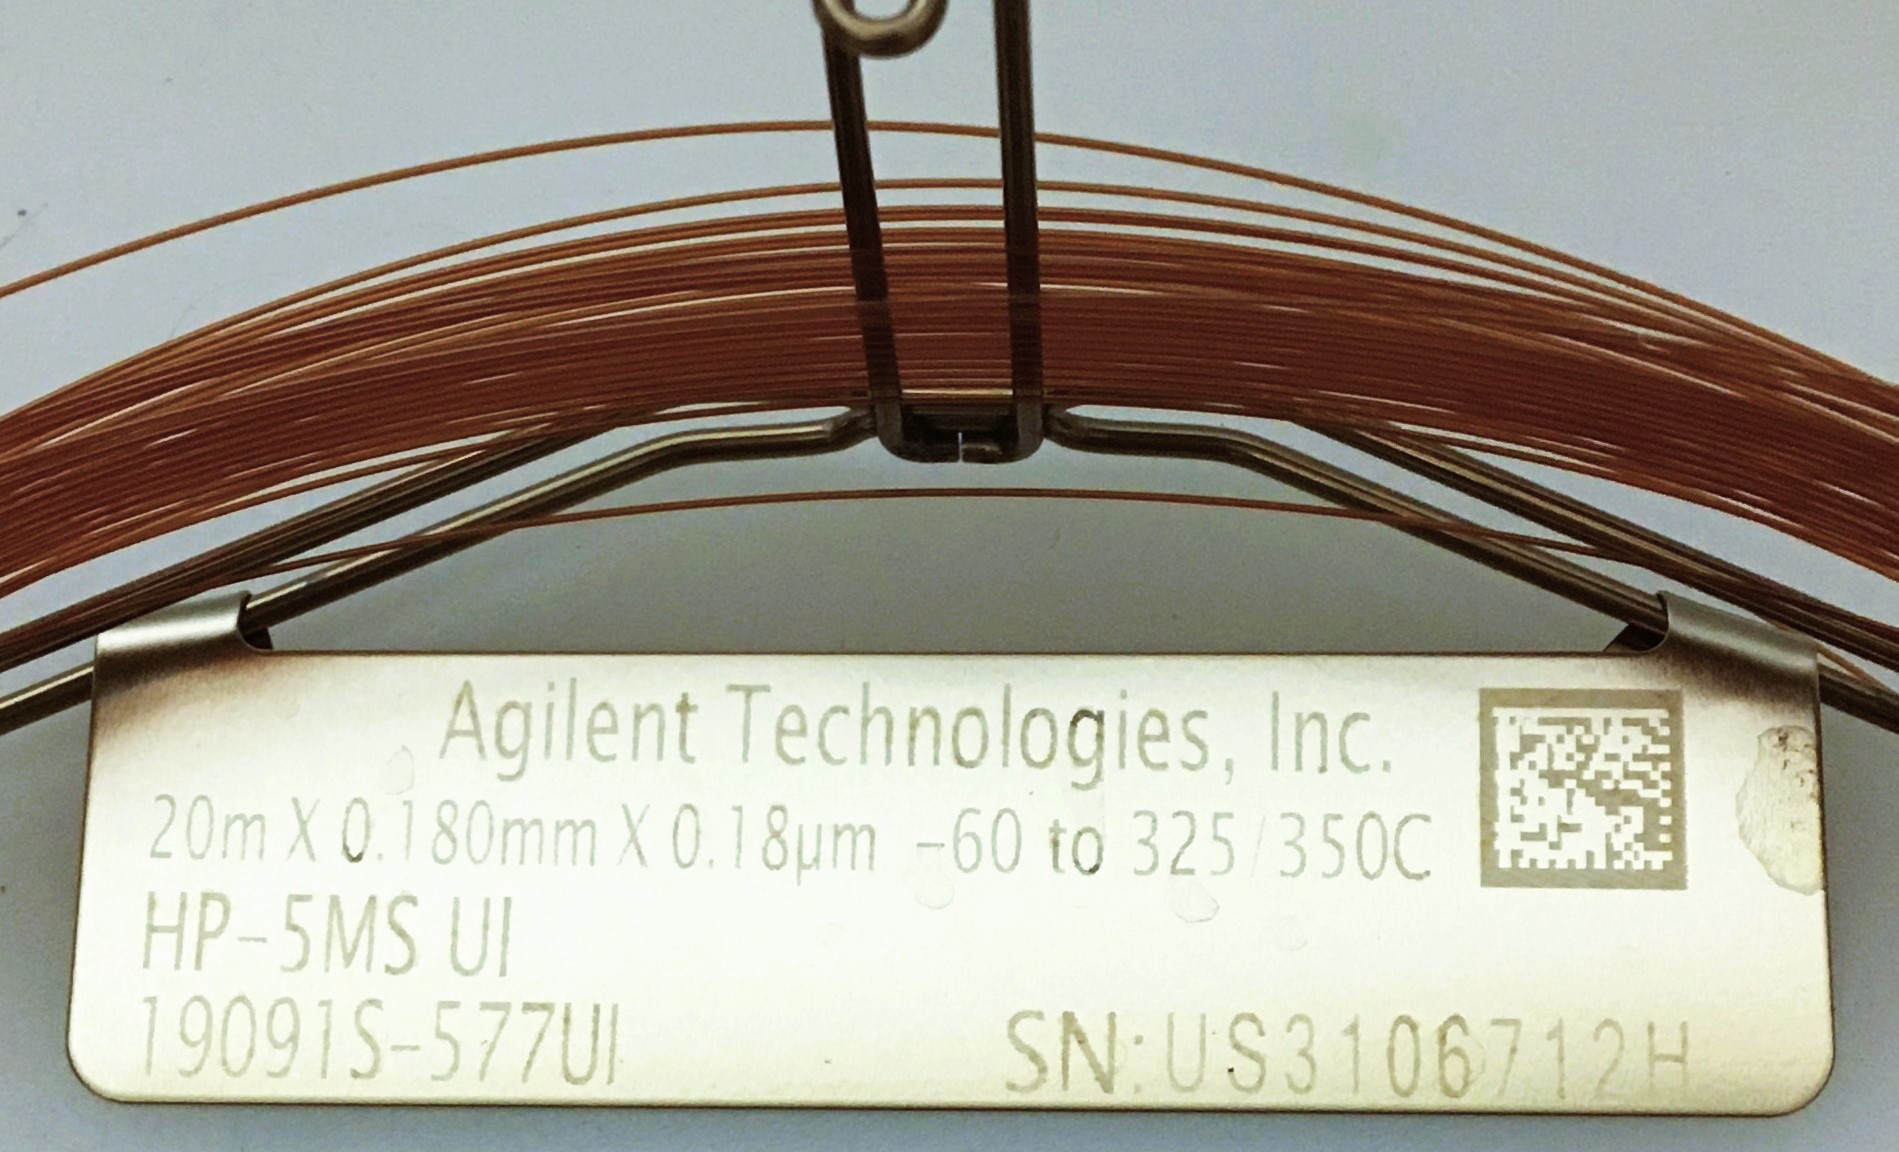 Agilent Technologies, Inc.
20m X 0.180mm X 0.18µm -60 to 325/350C
HP-5MS UI
19091S-577UI
SN:US3106712H